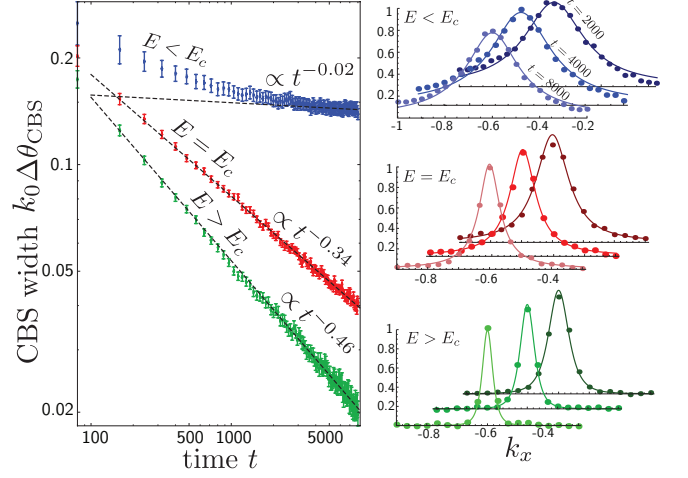 CBS width k₀Δθ_CBS
0.2
0.1
0.05
0.02
E < E_c
∝ t^−0.02
E = E_c
∝ t^−0.34
E > E_c
∝ t^−0.46
100
500
1000
5000
time t
E < E_c
1
0.8
0.6
0.4
0.2
t=2000
t=4000
t=8000
-1
-0.8
-0.6
-0.4
-0.2
E = E_c
1
0.8
0.6
0.4
0.2
-0.8
-0.6
-0.4
E > E_c
1
0.8
0.6
0.4
0.2
-0.8
-0.6
-0.4
k_x